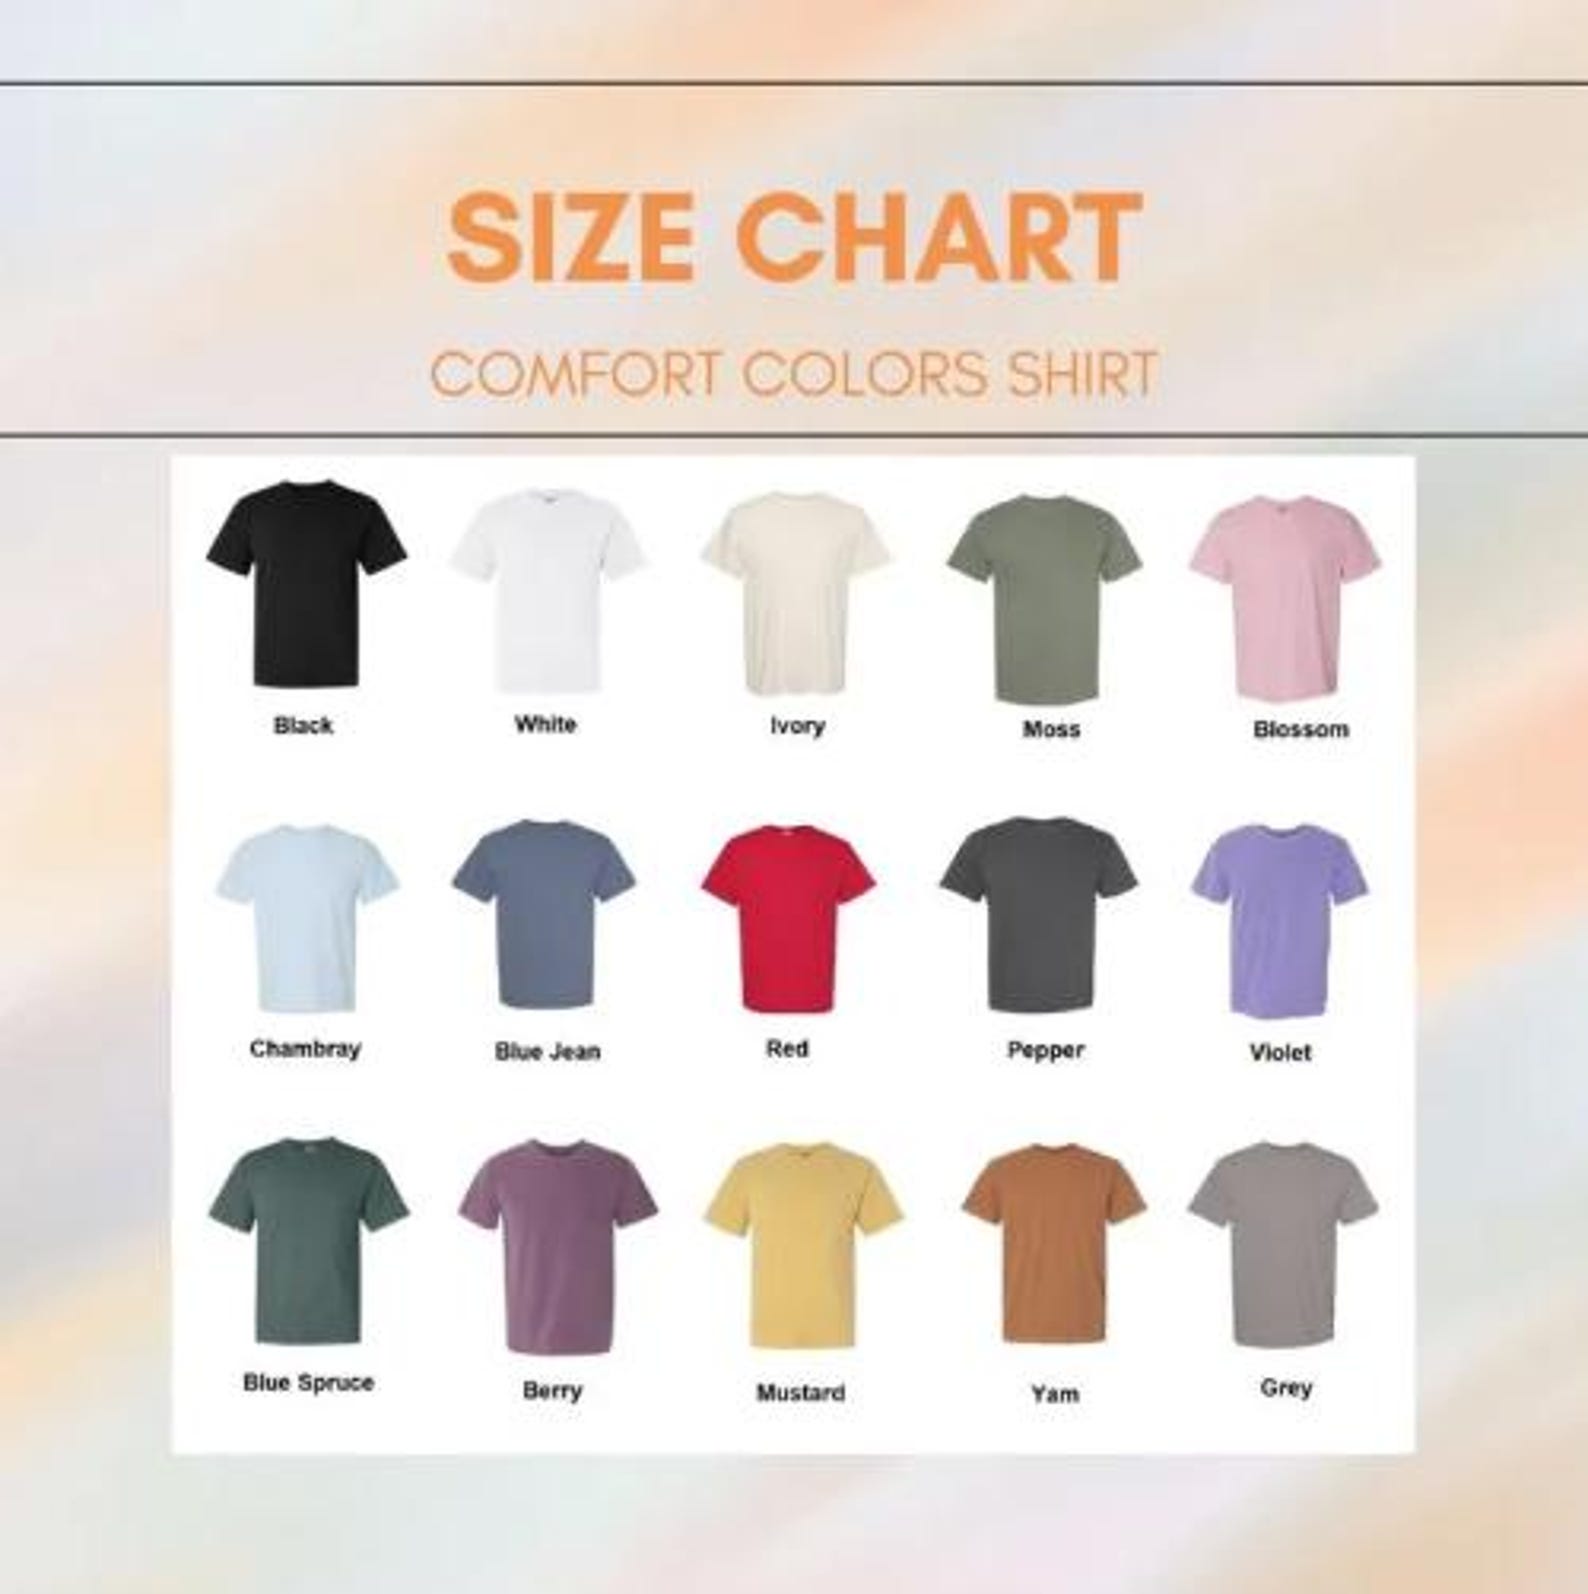 SIZE CHART
COMFORT COLORS SHIRT
Black White Ivory Moss Blossom
Chambray Blue Jean Red Pepper Violet
Blue Spruce Berry Mustard Yam Grey